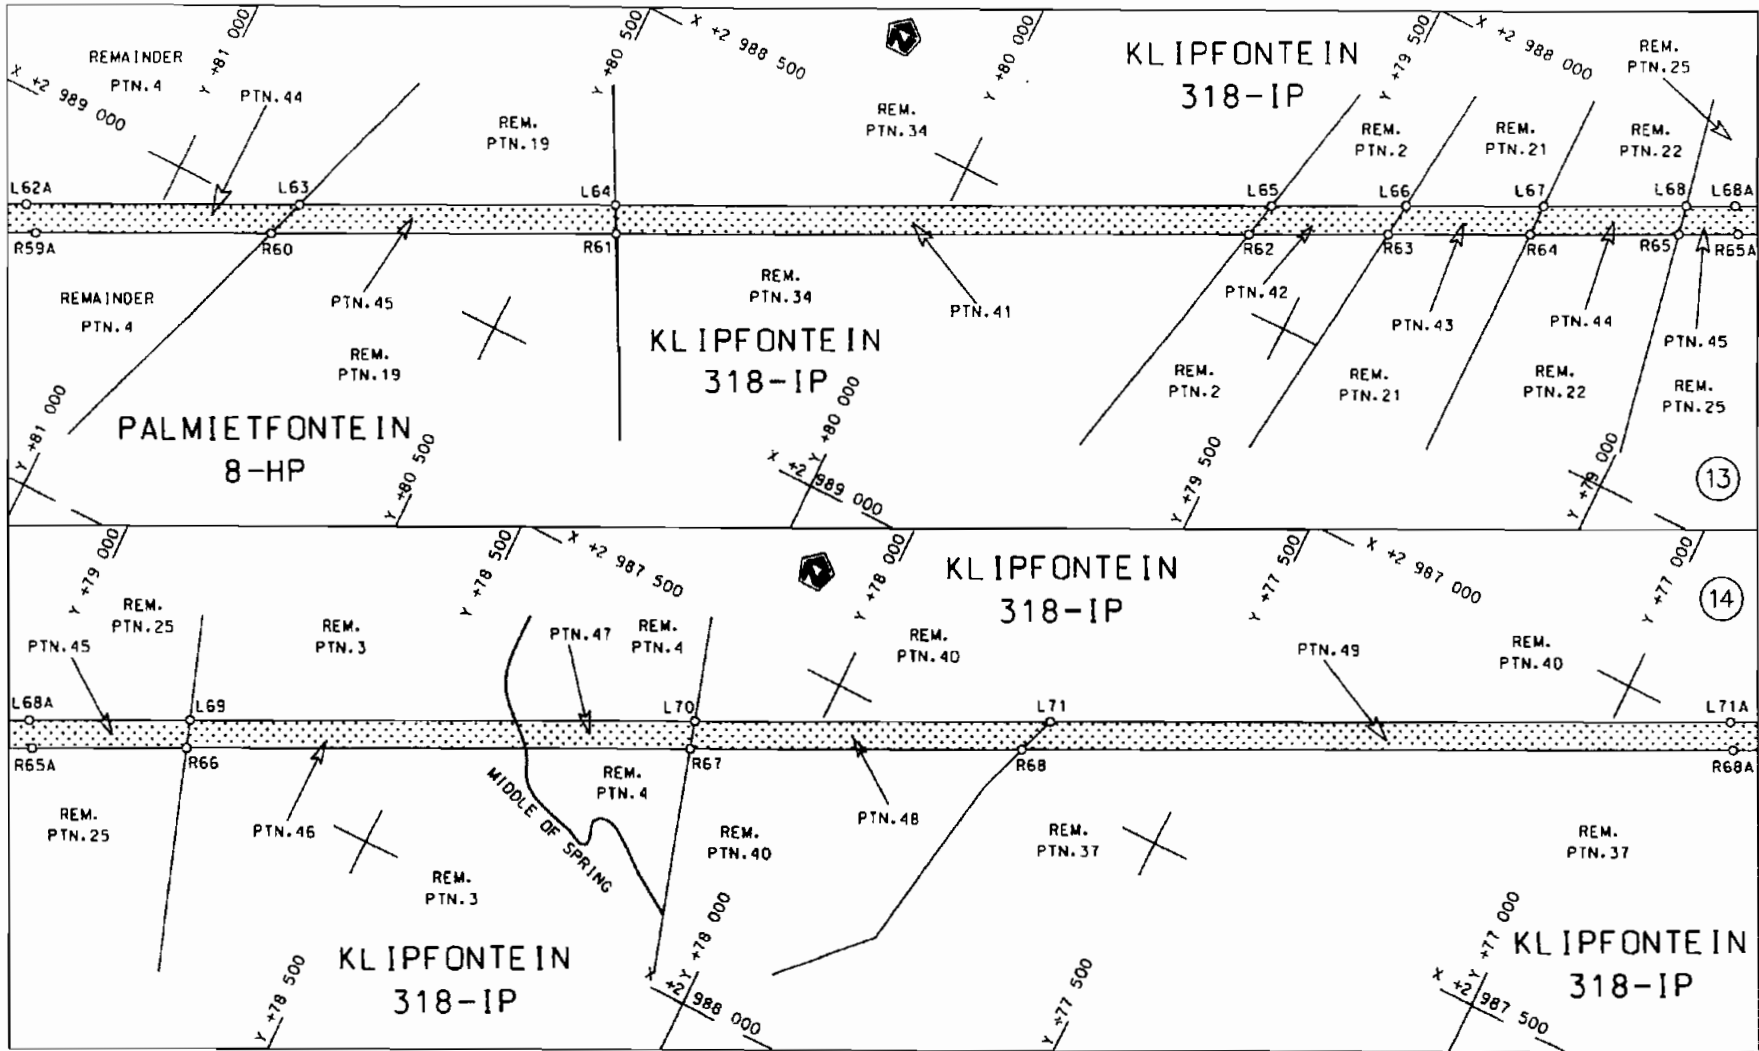 Y +81 000
Y +80 500
X +2 988 500
Y +80 000
Y +79 500
X +2 988 000
REMAINDER
PTN.4
X +2 989 000
PTN.44
REM.
PTN.19
REM.
PTN.34
KLIPFONTEIN
318-IP
REM.
PTN.2
REM.
PTN.21
REM.
PTN.22
REM.
PTN.25
L62A
L63
L64
L65
L66
L67
L68
L68A
R59A
R60
R61
R62
R63
R64
R65
R65A
REMAINDER
PTN.4
PTN.45
REM.
PTN.19
REM.
PTN.34
PTN.41
PTN.42
PTN.43
PTN.44
PTN.45
KLIPFONTEIN
318-IP
REM.
PTN.2
REM.
PTN.21
REM.
PTN.22
REM.
PTN.25
PALMIETFONTEIN
8-HP
Y +81 000
Y +80 500
X +2 989 000
Y +80 000
Y +79 500
Y +79 000
13
Y +79 000
Y +78 500
X +2 987 500
Y +78 000
KLIPFONTEIN
318-IP
Y +77 500
X +2 987 000
Y +77 000
14
REM.
PTN.25
PTN.45
REM.
PTN.3
PTN.47
REM.
PTN.4
REM.
PTN.40
PTN.49
REM.
PTN.40
L68A
L69
L70
L71
L71A
R65A
R66
R67
R68
R68A
REM.
PTN.25
PTN.46
REM.
PTN.3
MIDDLE OF SPRING
REM.
PTN.4
REM.
PTN.40
PTN.48
REM.
PTN.37
REM.
PTN.37
KLIPFONTEIN
318-IP
KLIPFONTEIN
318-IP
Y +78 500
X +2 988 000
Y +78 000
Y +77 500
X +2 987 500
Y +77 000